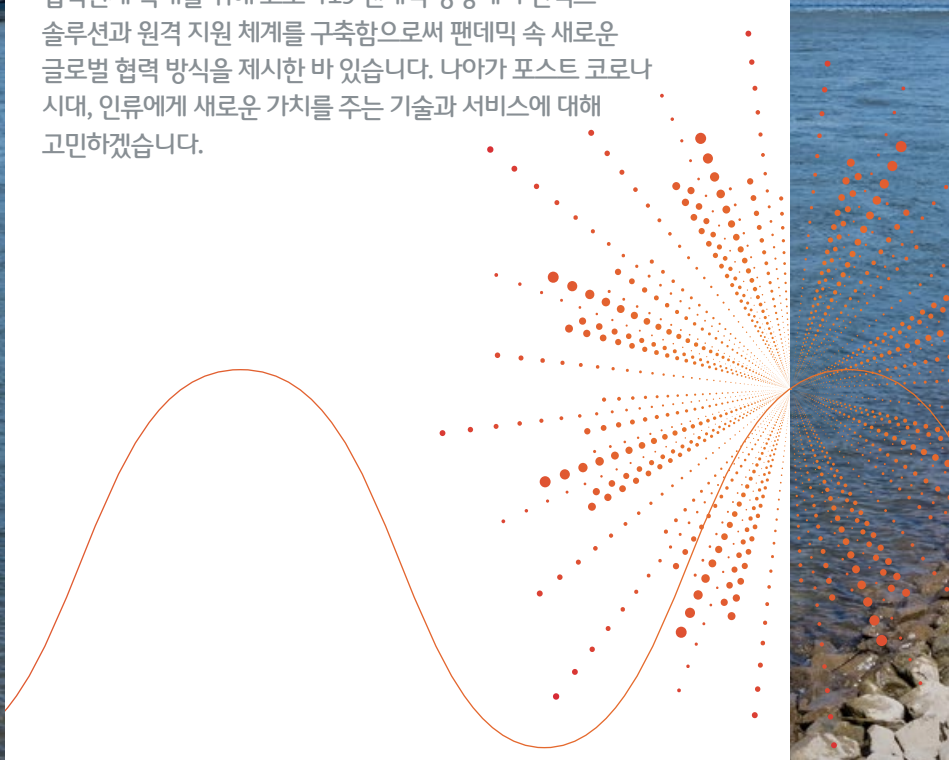 솔루션과 원격 지원 체계를 구축함으로써 팬데믹 속 새로운
글로벌 협력 방식을 제시한 바 있습니다. 나아가 포스트 코로나
시대, 인류에게 새로운 가치를 주는 기술과 서비스에 대해
고민하겠습니다.